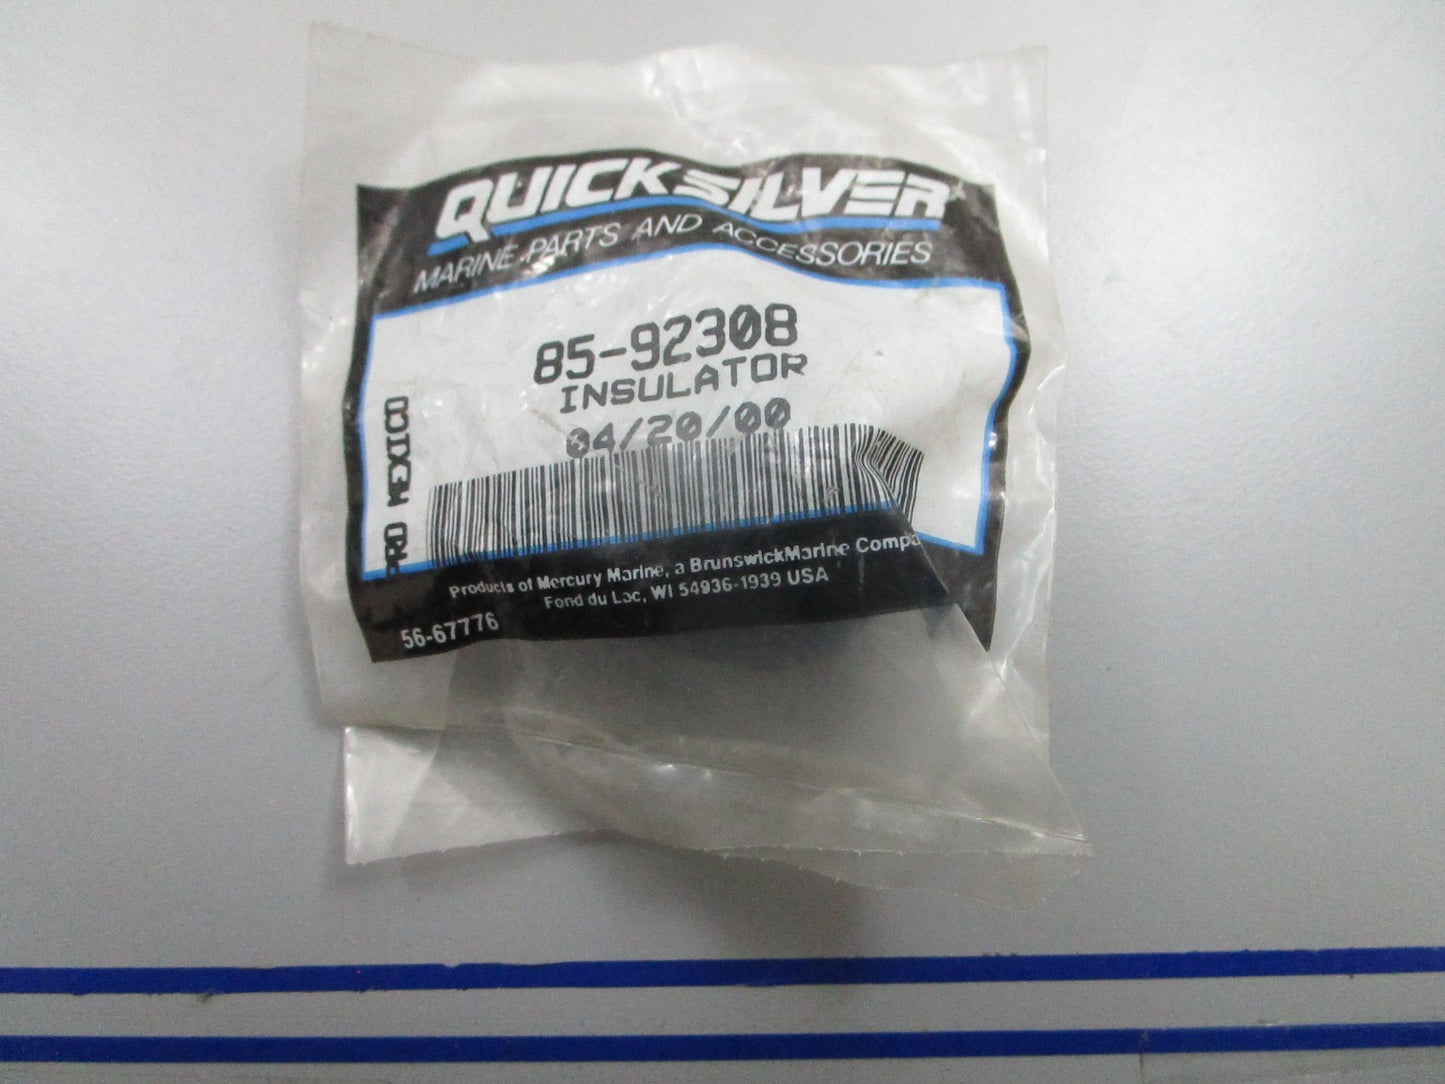 QUICKSILVER
MARINE PARTS AND ACCESSORIES
85-92308
INSULATOR
04/20/00
PRO MEXICO
Products of Mercury Marine, a BrunswickMarine Compa
Fond du Lac, WI 54936-1939 USA
56-67776